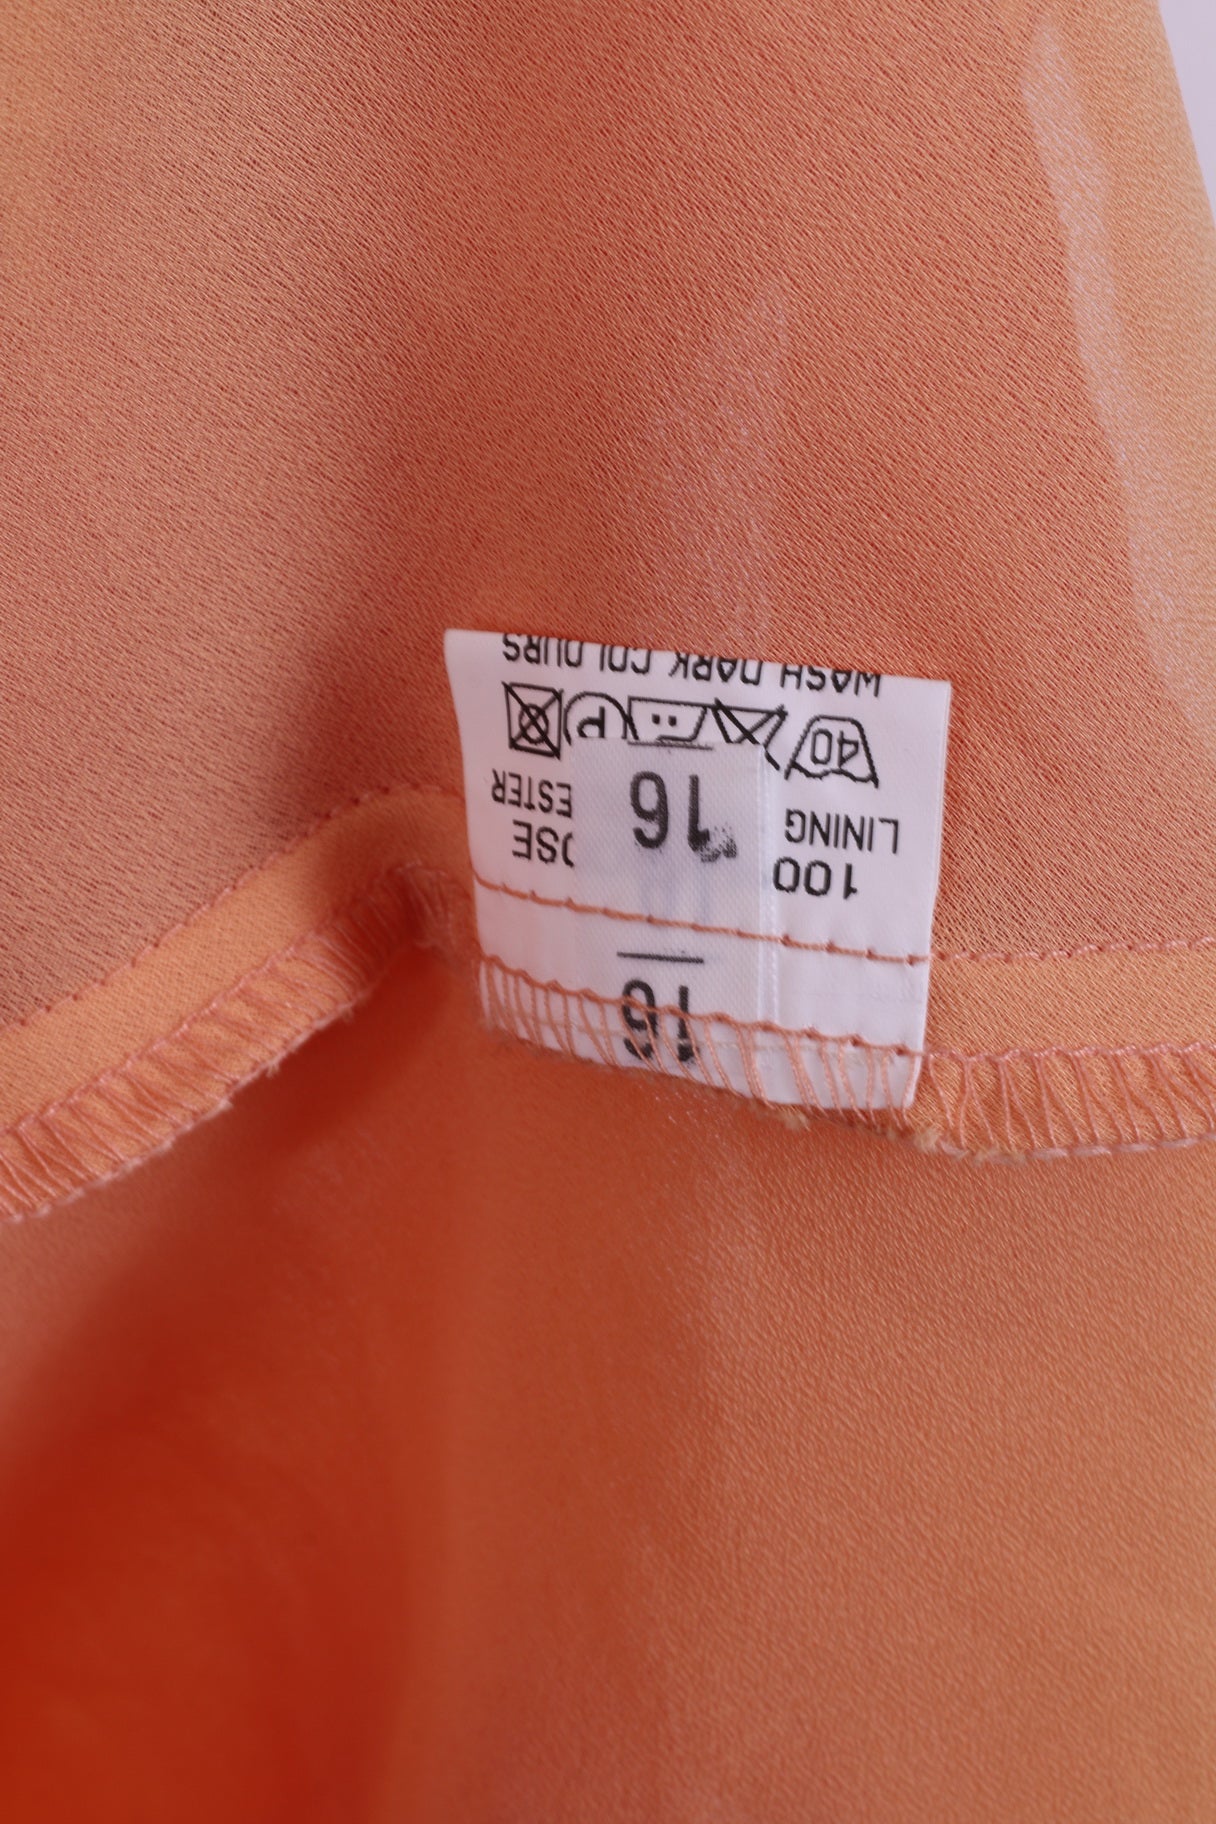 16
100 OSE
16
LINING ESTER
40 P
WASH DARK COLOURS